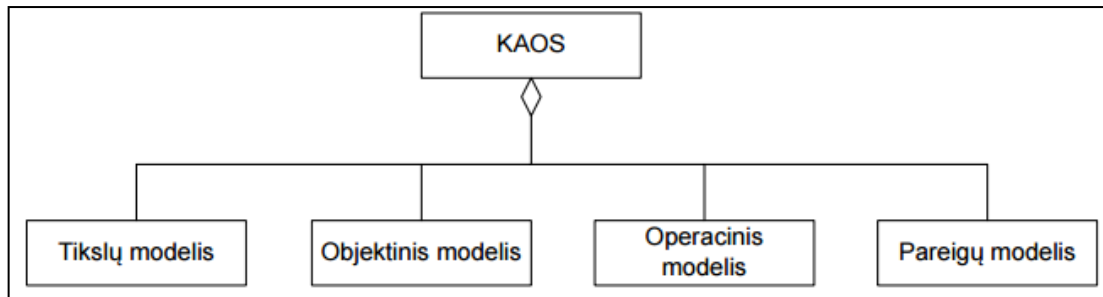 KAOS
Tikslų modelis
Objektinis modelis
Operacinis
modelis
Pareigų modelis